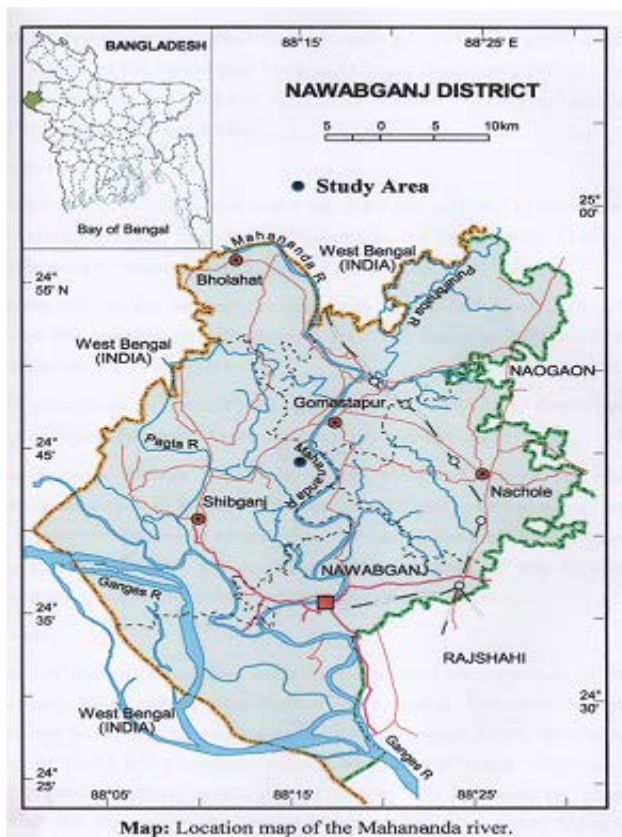 BANGLADESH
Bay of Bengal
88°15'
88°25' E
NAWABGANJ DISTRICT
5 0 5 10km
Study Area
25°
00'
Mahananda R
West Bengal
(INDIA)
Punarbhaba R
24°
55' N
Bholahat
West Bengal
(INDIA)
NAOGAON
Gomastapur
24°
45'
Pagla R
Mahananda
R
Nachole
Shibganj
NAWABGANJ
Ganges R
24°
35'
RAJSHAHI
24°
30'
West Bengal
(INDIA)
Ganges R
24°
25'
88°05'
88°15'
88°25'
Map: Location map of the Mahananda river.